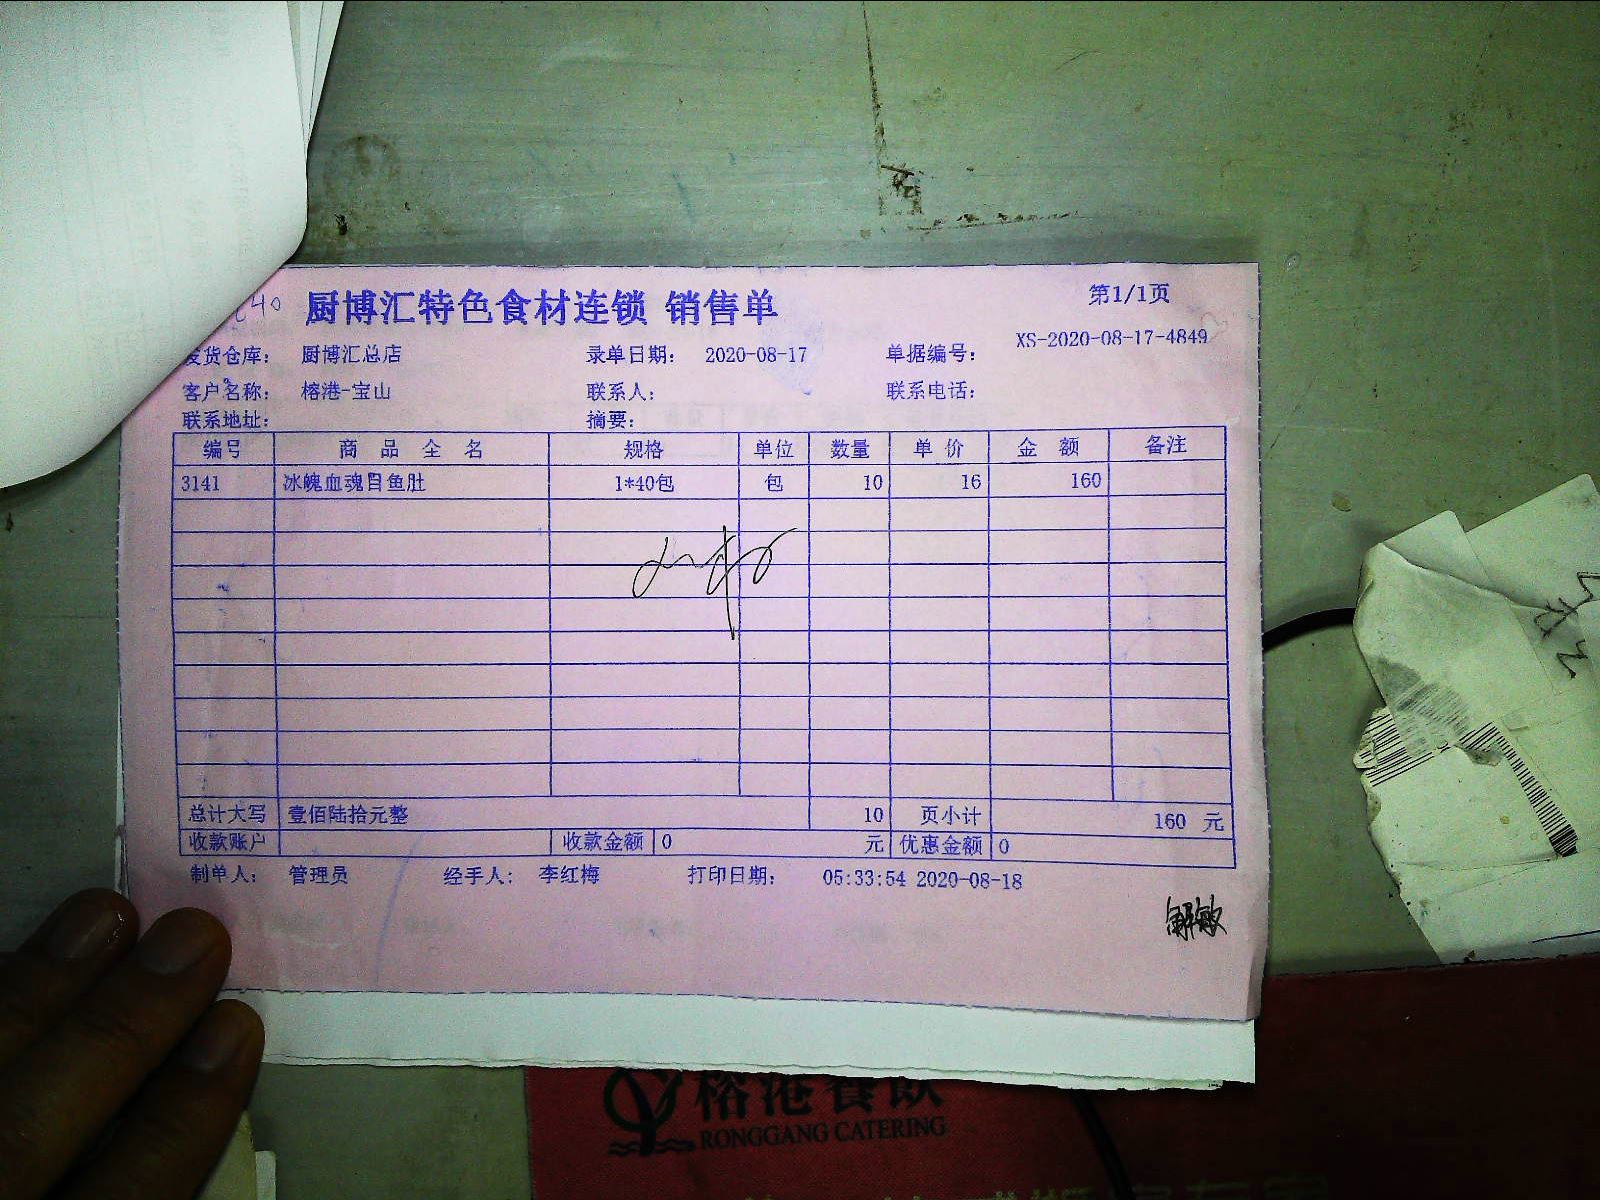 厨博汇特色食材连锁 销售单 第1/1页
发货仓库: 厨博汇总店 录单日期: 2020-08-17 单据编号: XS-2020-08-17-4849
客户名称: 榕港-宝山 联系人: 联系电话:
联系地址: 摘要:
编号 商品全名 规格 单位 数量 单价 金额 备注
3141 冰魄血魂目鱼肚 1*40包 包 10 16 160
总计大写 壹佰陆拾元整 10 页小计 160 元
收款账户 收款金额 0 元 优惠金额 0
制单人: 管理员 经手人: 李红梅 打印日期: 05:33:54 2020-08-18
解敏
榕港餐饮
RONGGANG CATERING